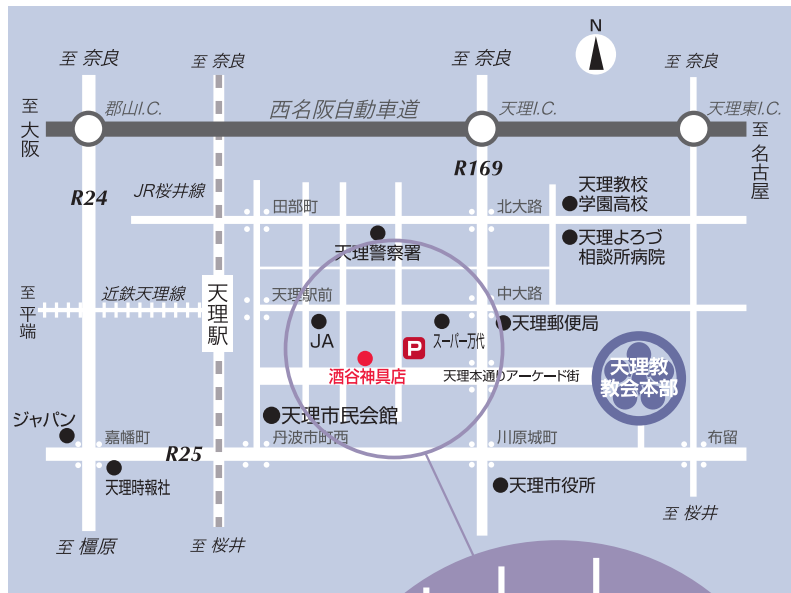 N
至 奈良
至 奈良
至 奈良
至 奈良
至大阪
郡山I.C.
西名阪自動車道
天理I.C.
天理東I.C.
至名古屋
R169
R24
JR桜井線
天理教校
学園高校
田部町
北大路
天理よろづ
相談所病院
天理警察署
至平端
近鉄天理線
天理駅
天理駅前
中大路
JA
スーパー万代
天理郵便局
P
酒谷神具店
天理本通りアーケード街
天理教
教会本部
ジャパン
天理市民会館
嘉幡町
R25
丹波市町西
川原城町
布留
天理時報社
天理市役所
至 桜井
至 橿原
至 桜井